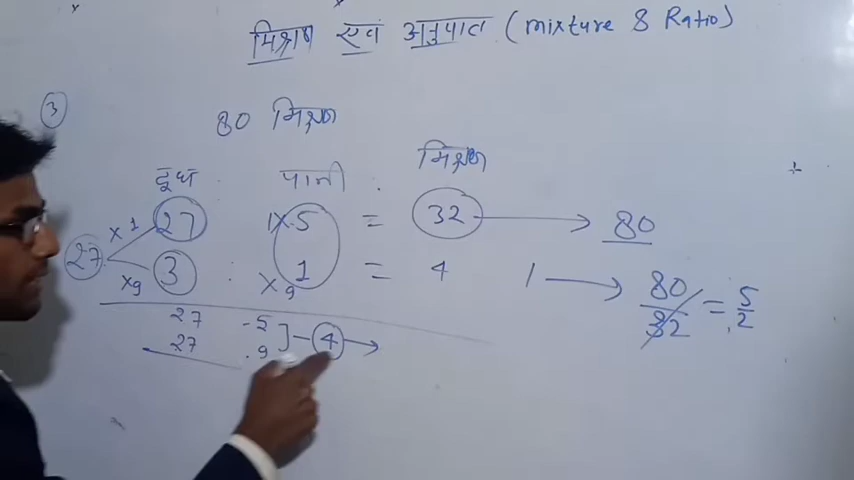 मिश्रण एवं अनुपात (mixture & Ratio)
3
80 मिश्रण
दूध : पानी . मिश्रण
27 x1 27 1x5 = 32 → 80
x9 3 : 1 x9 = 4 1 → 80/32 = 5/2
27 - 5
27 . 9 ] - 4 →